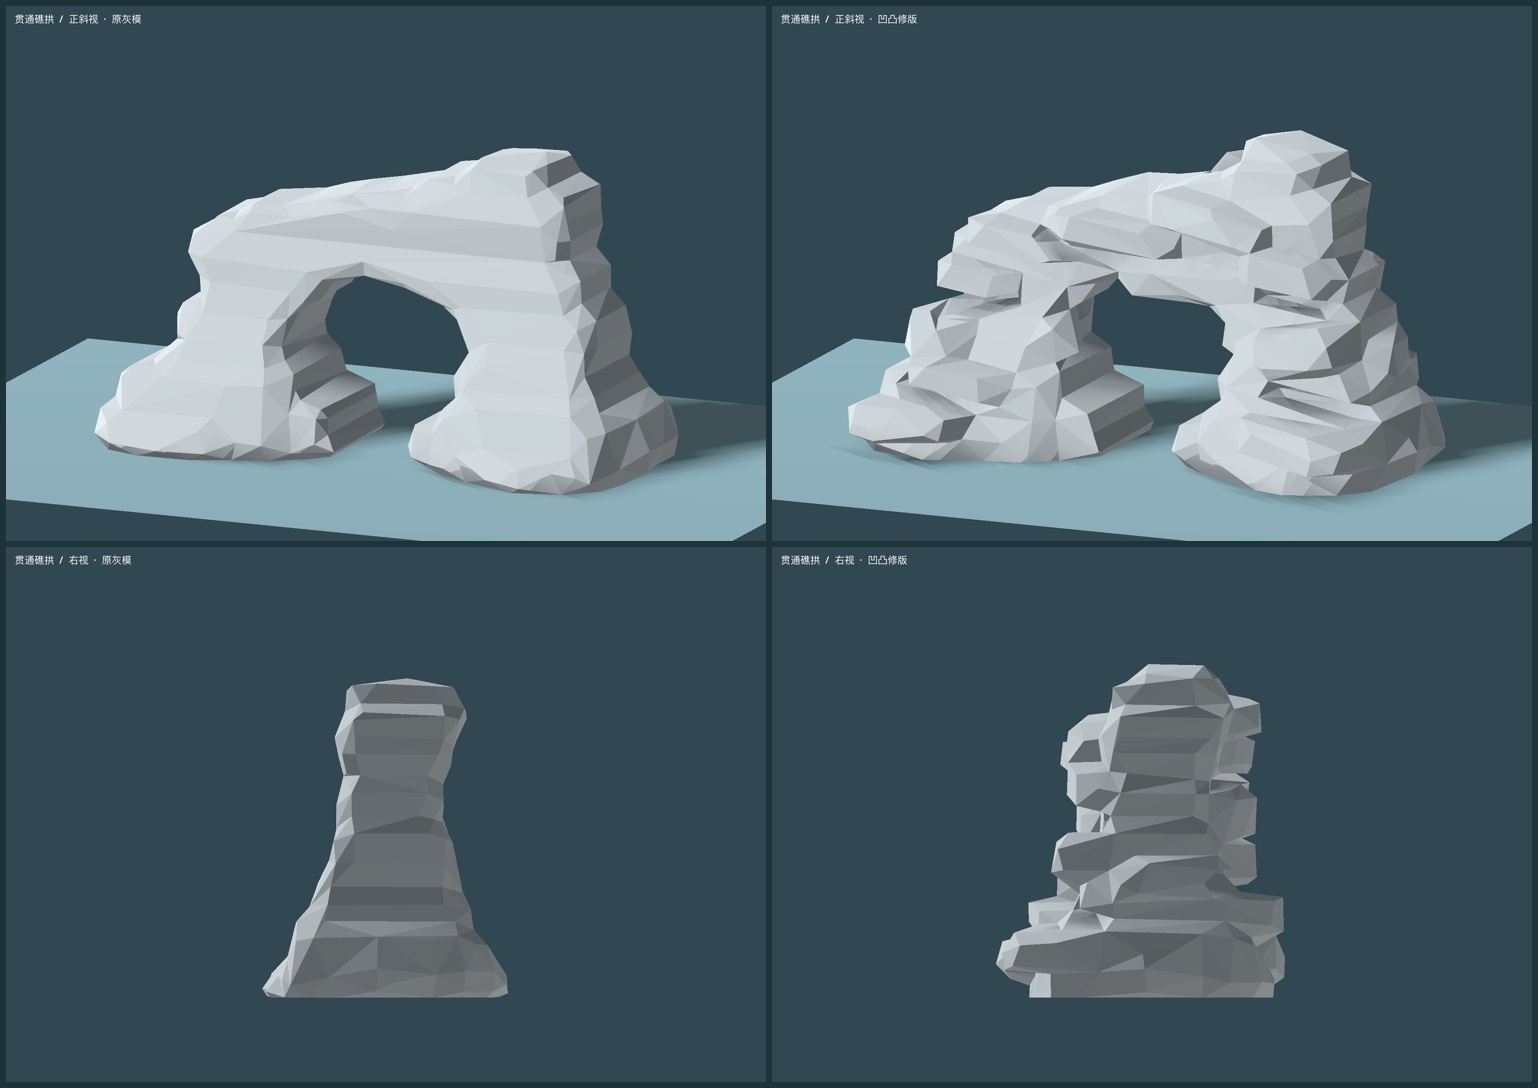 贯通礁拱 / 正斜视 · 原灰模
贯通礁拱 / 正斜视 · 凹凸修版
贯通礁拱 / 右视 · 原灰模
贯通礁拱 / 右视 · 凹凸修版